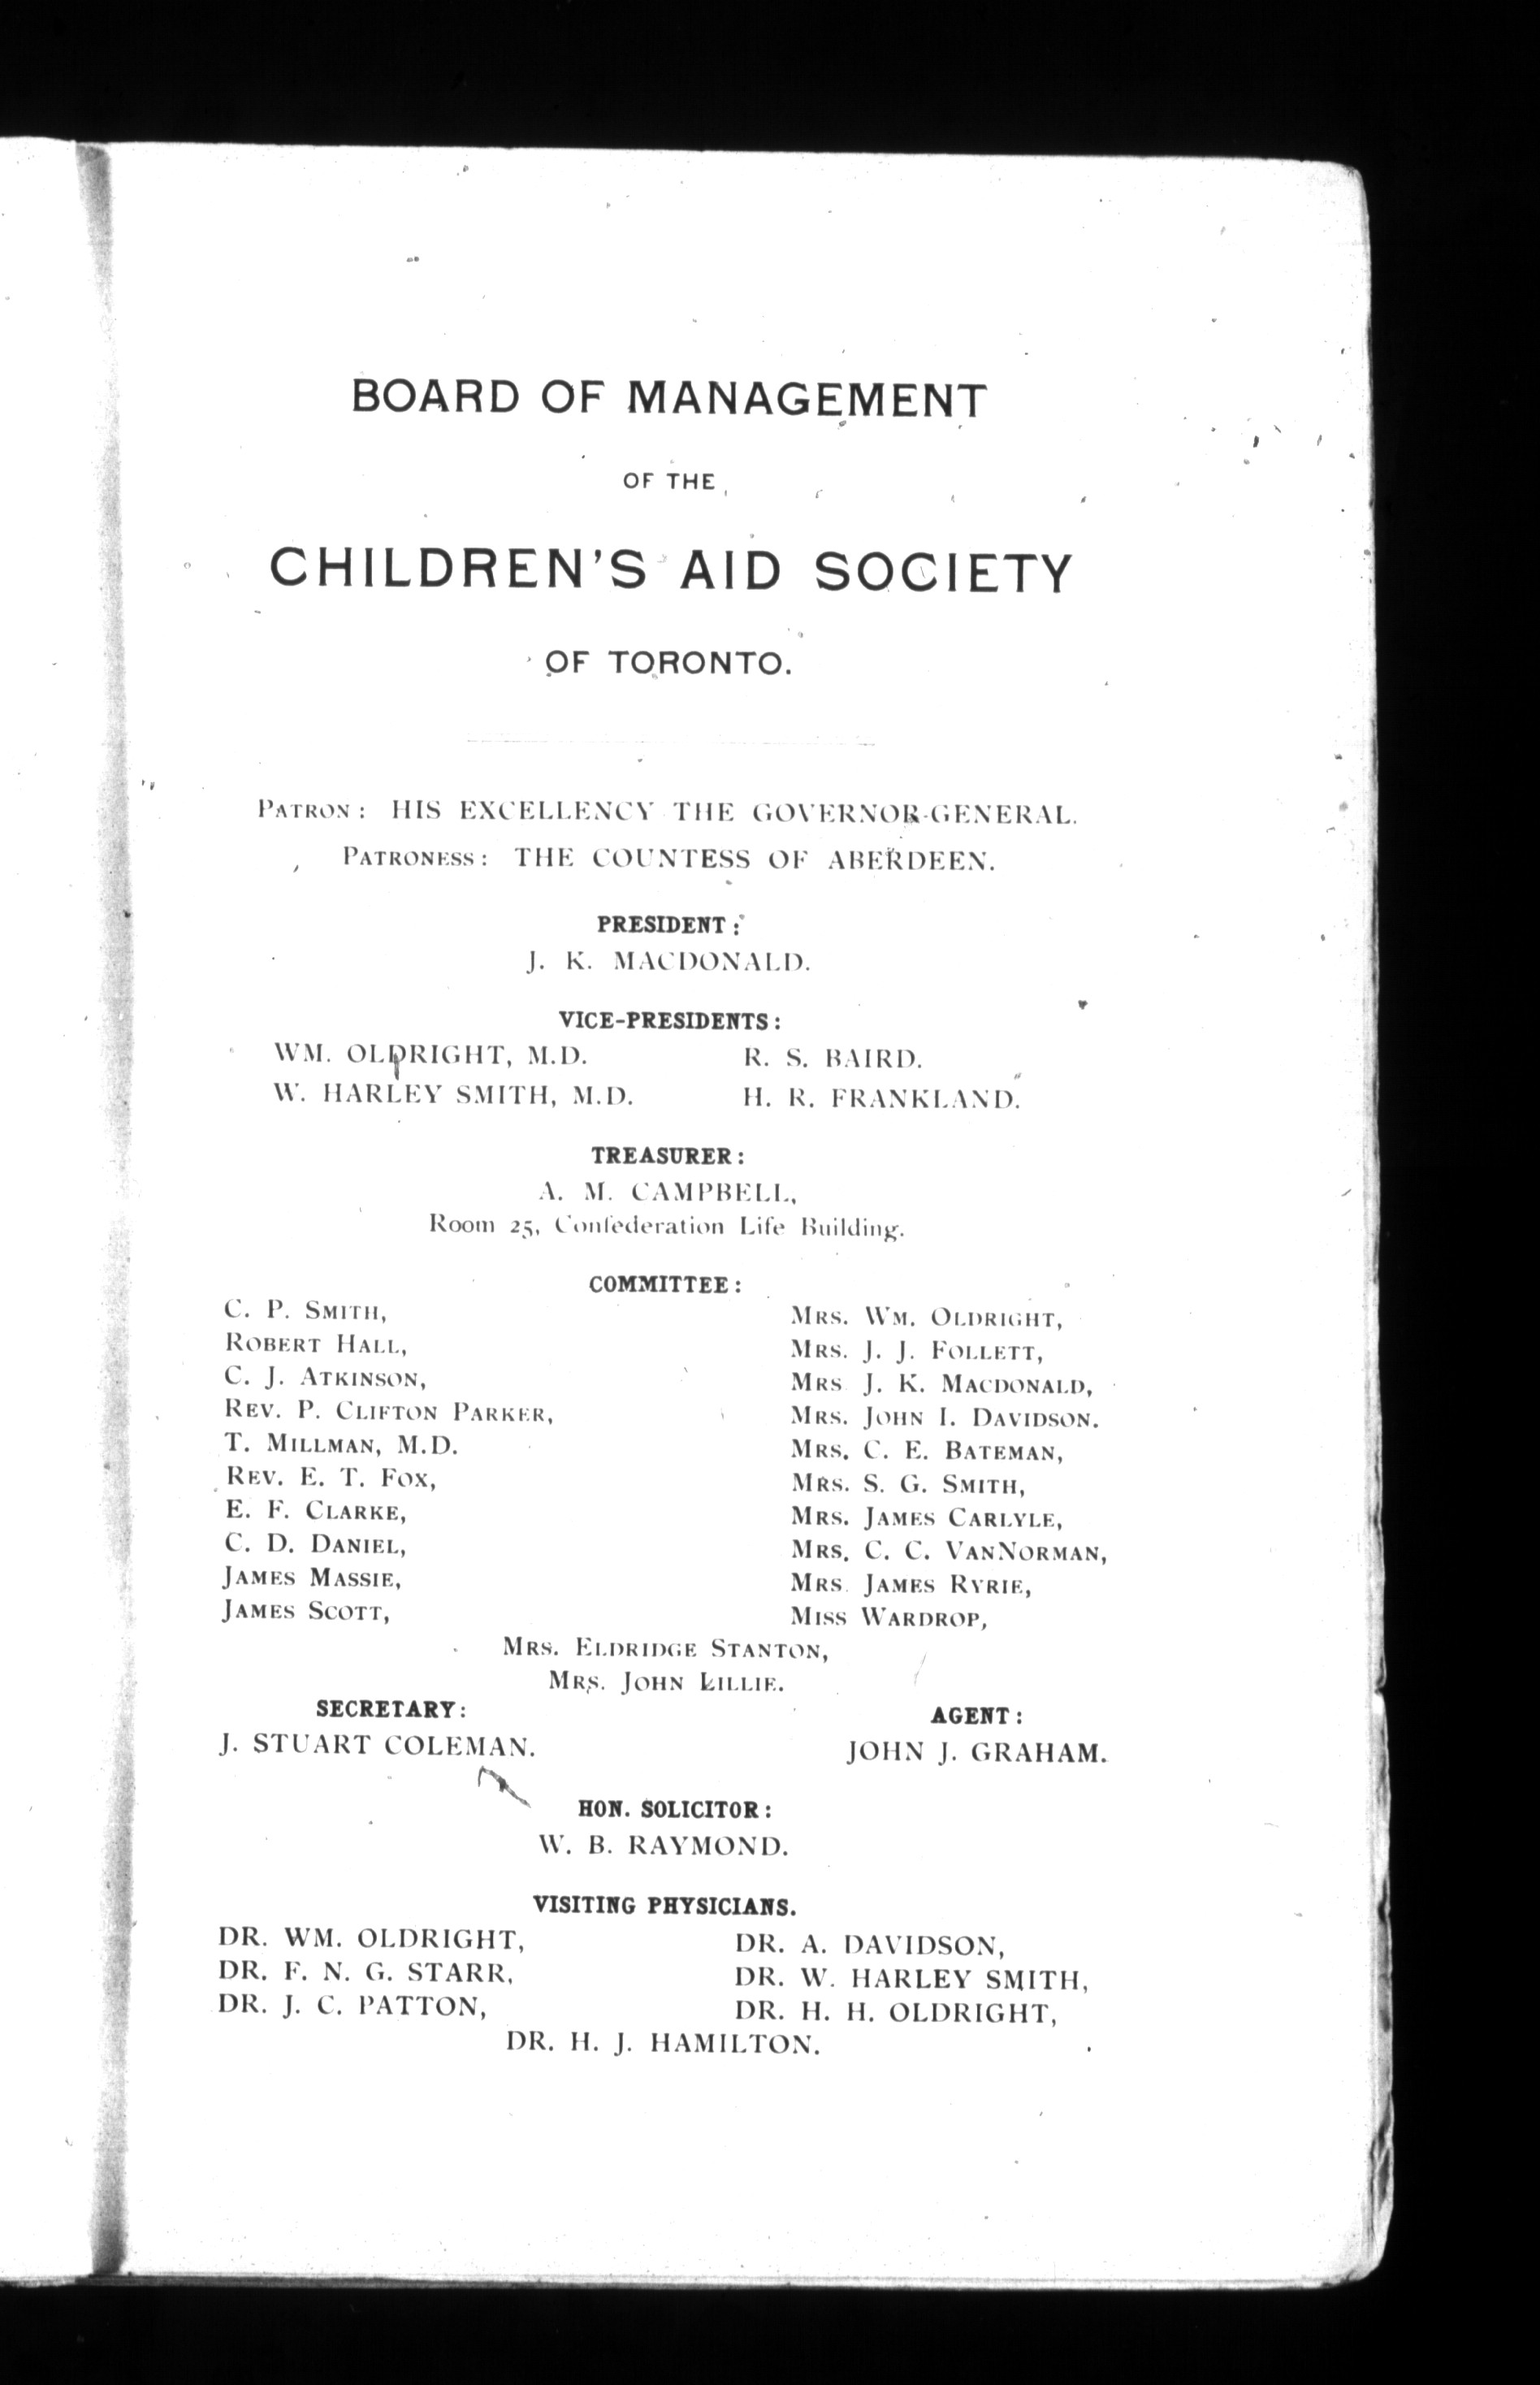 BOARD OF MANAGEMENT
OF THE
CHILDREN'S AID SOCIETY
OF TORONTO.
PATRON: HIS EXCELLENCY THE GOVERNOR-GENERAL.
PATRONESS: THE COUNTESS OF ABERDEEN.
PRESIDENT:
J. K. MACDONALD.
VICE-PRESIDENTS:
WM. OLDRIGHT, M.D. R. S. BAIRD.
W. HARLEY SMITH, M.D. H. R. FRANKLAND.
TREASURER:
A. M. CAMPBELL,
Room 25, Confederation Life Building.
COMMITTEE:
C. P. SMITH, MRS. WM. OLDRIGHT,
ROBERT HALL, MRS. J. J. FOLLETT,
C. J. ATKINSON, MRS J. K. MACDONALD,
REV. P. CLIFTON PARKER, MRS. JOHN I. DAVIDSON.
T. MILLMAN, M.D. MRS. C. E. BATEMAN,
REV. E. T. FOX, MRS. S. G. SMITH,
E. F. CLARKE, MRS. JAMES CARLYLE,
C. D. DANIEL, MRS. C. C. VANNORMAN,
JAMES MASSIE, MRS. JAMES RYRIE,
JAMES SCOTT, MISS WARDROP,
MRS. ELDRIDGE STANTON,
MRS. JOHN LILLIE.
SECRETARY: AGENT:
J. STUART COLEMAN. JOHN J. GRAHAM.
HON. SOLICITOR:
W. B. RAYMOND.
VISITING PHYSICIANS.
DR. WM. OLDRIGHT, DR. A. DAVIDSON,
DR. F. N. G. STARR, DR. W. HARLEY SMITH,
DR. J. C. PATTON, DR. H. H. OLDRIGHT,
DR. H. J. HAMILTON.